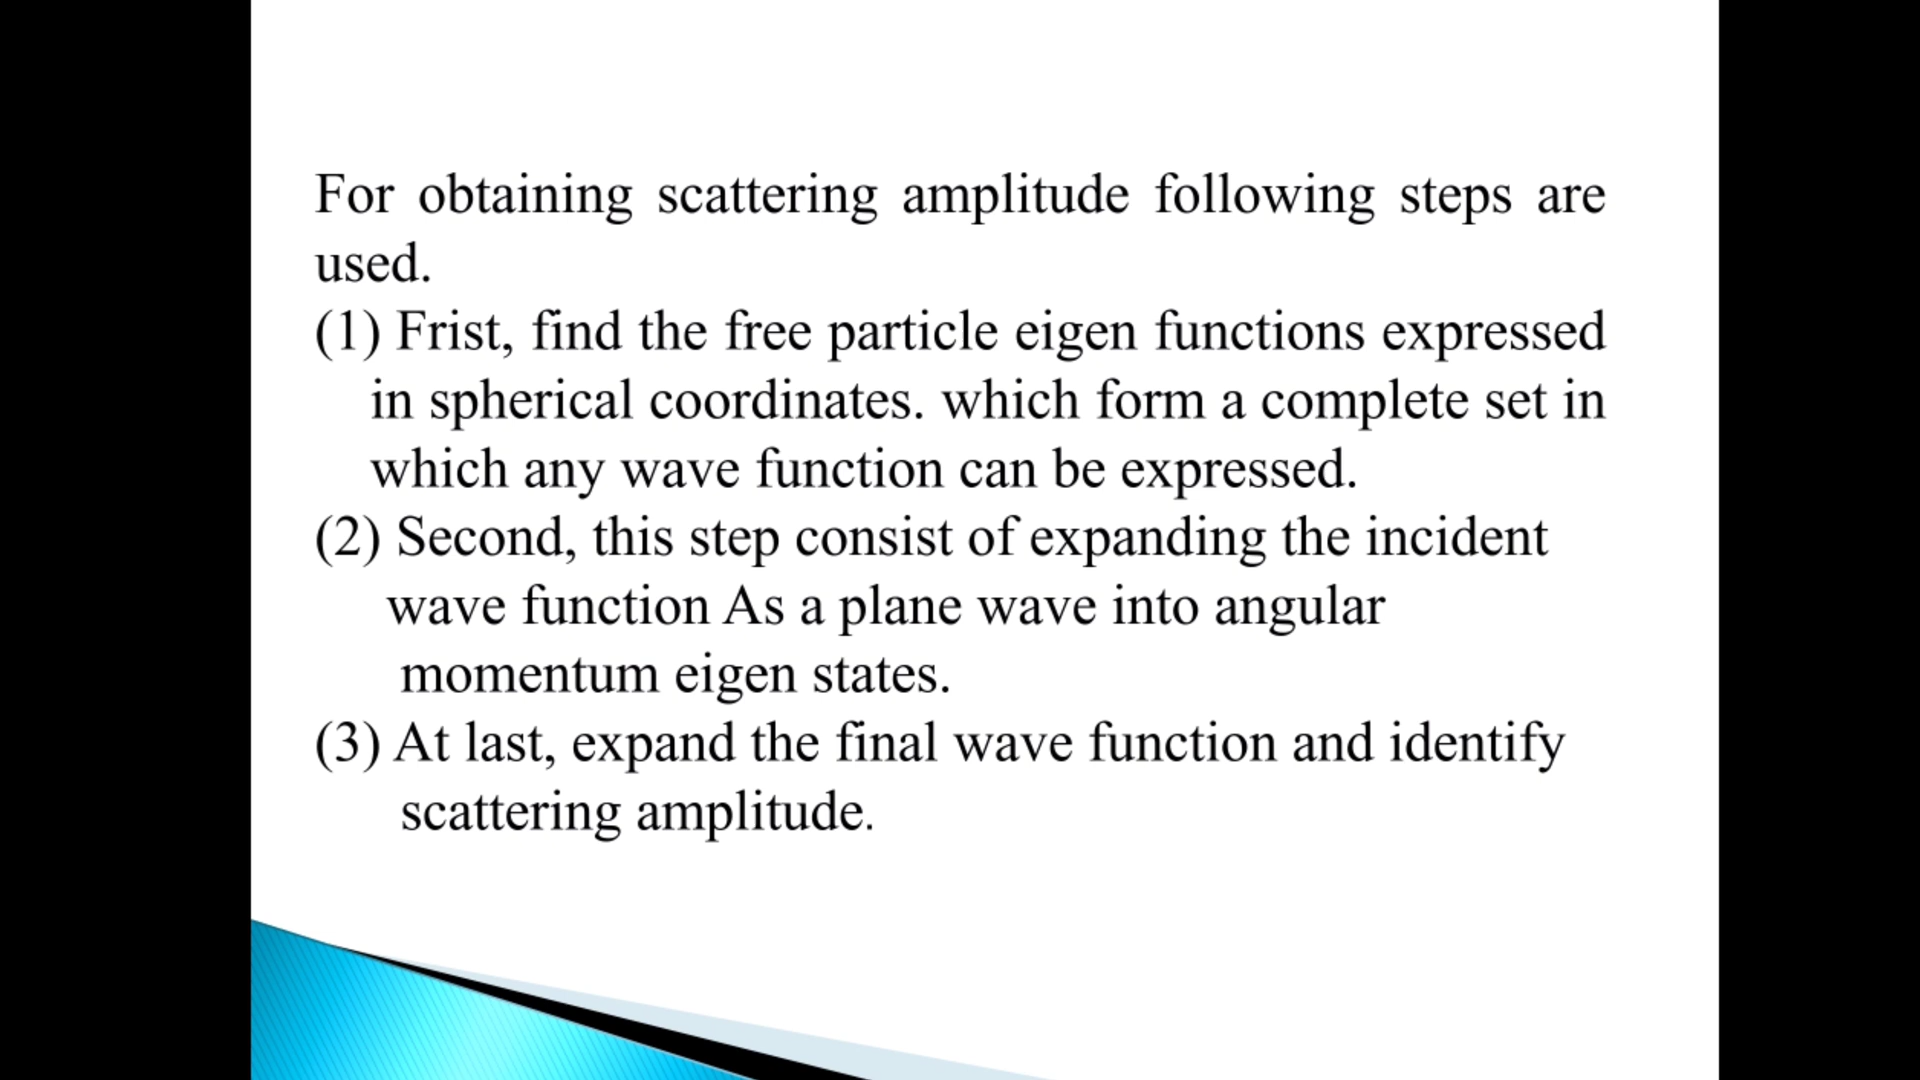 For obtaining scattering amplitude following steps are
used.
(1) Frist, find the free particle eigen functions expressed
in spherical coordinates. which form a complete set in
which any wave function can be expressed.
(2) Second, this step consist of expanding the incident
wave function As a plane wave into angular
momentum eigen states.
(3) At last, expand the final wave function and identify
scattering amplitude.